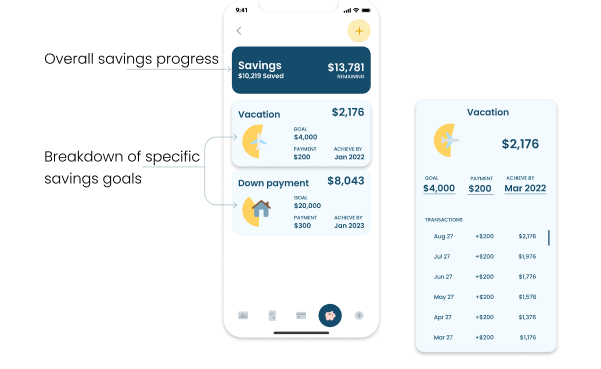 9:41
Overall savings progress
+
Savings
$10,219 Saved
$13,781
REMAINING
Breakdown of specific
savings goals
Vacation
$2,176
GOAL
$4,000
PAYMENT
ACHIEVE BY
$200
Jan 2022
Down payment
$8,043
GOAL
$20,000
PAYMENT
ACHIEVE BY
$300
Jan 2023
Vacation
$2,176
GOAL
PAYMENT
ACHIEVE BY
$4,000
$200
Mar 2022
TRANSACTIONS
Aug 27 +$200 $2,176
Jul 27 +$200 $1,976
Jun 27 +$200 $1,776
May 27 +$200 $1,576
Apr 27 +$200 $1,376
Mar 27 +$200 $1,176